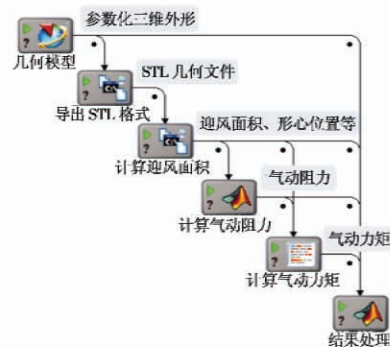 参数化三维外形
几何模型
STL 几何文件
导出 STL 格式
迎风面积、形心位置等
计算迎风面积
气动阻力
计算气动阻力
气动力矩
计算气动力矩
结果处理